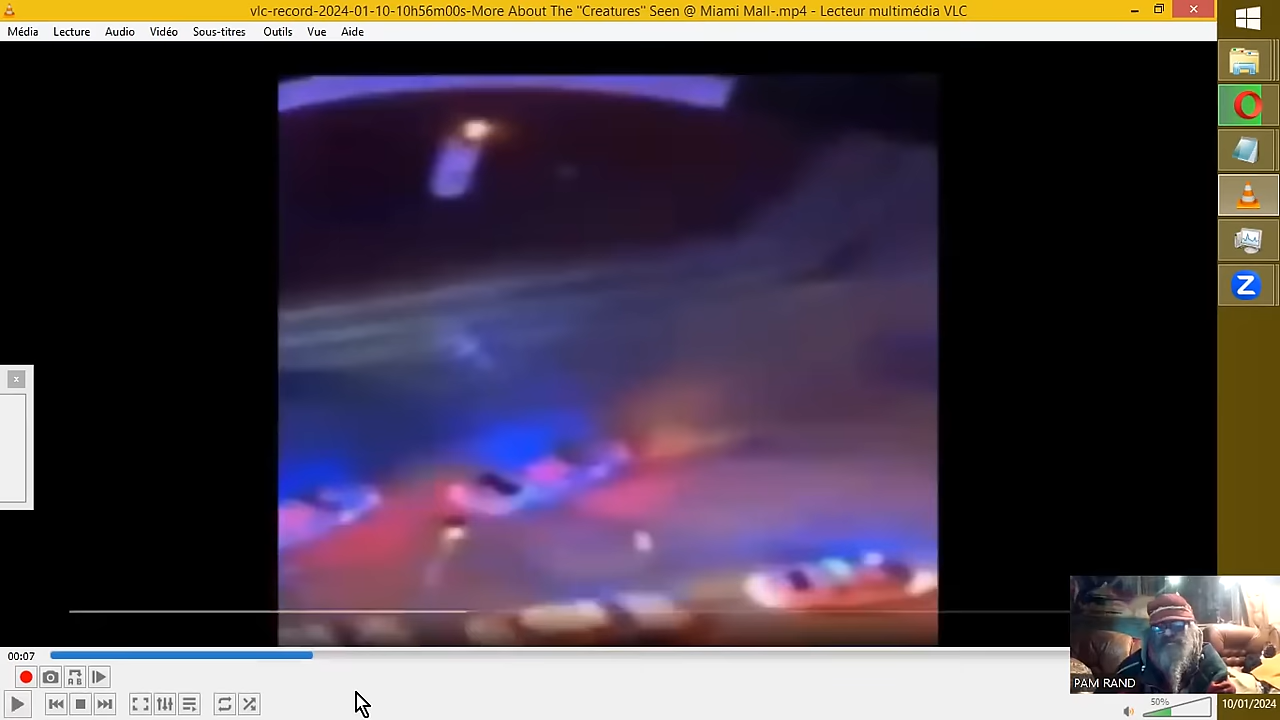 vlc-record-2024-01-10-10h56m00s-More About The "Creatures" Seen @ Miami Mall-.mp4 - Lecteur multimédia VLC
Média Lecture Audio Vidéo Sous-titres Outils Vue Aide
00:07
PAM RAND
50%
10/01/2024